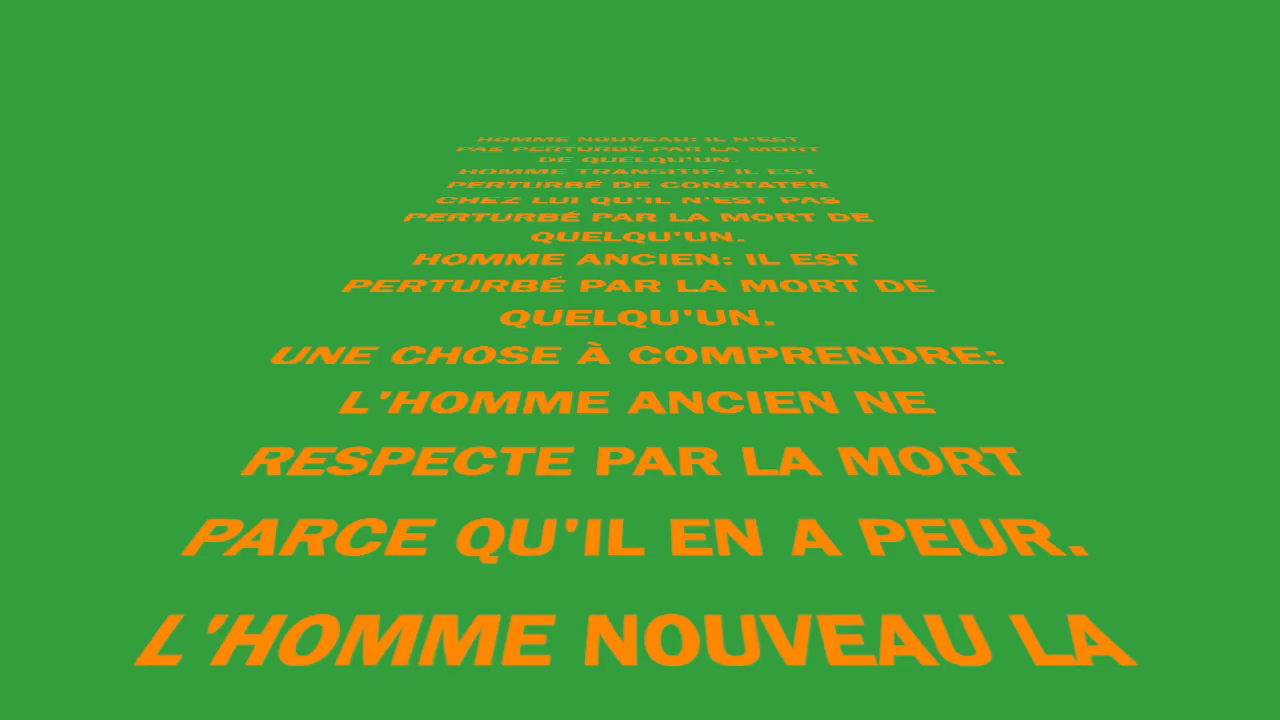 HOMME NOUVEAU: IL N'EST
PAS PERTURBÉ PAR LA MORT
DE QUELQU'UN.
HOMME TRANSITIF: IL EST
PERTURBÉ DE CONSTATER
CHEZ LUI QU'IL N'EST PAS
PERTURBÉ PAR LA MORT DE
QUELQU'UN.
HOMME ANCIEN: IL EST
PERTURBÉ PAR LA MORT DE
QUELQU'UN.
UNE CHOSE À COMPRENDRE:
L'HOMME ANCIEN NE
RESPECTE PAR LA MORT
PARCE QU'IL EN A PEUR.
L'HOMME NOUVEAU LA